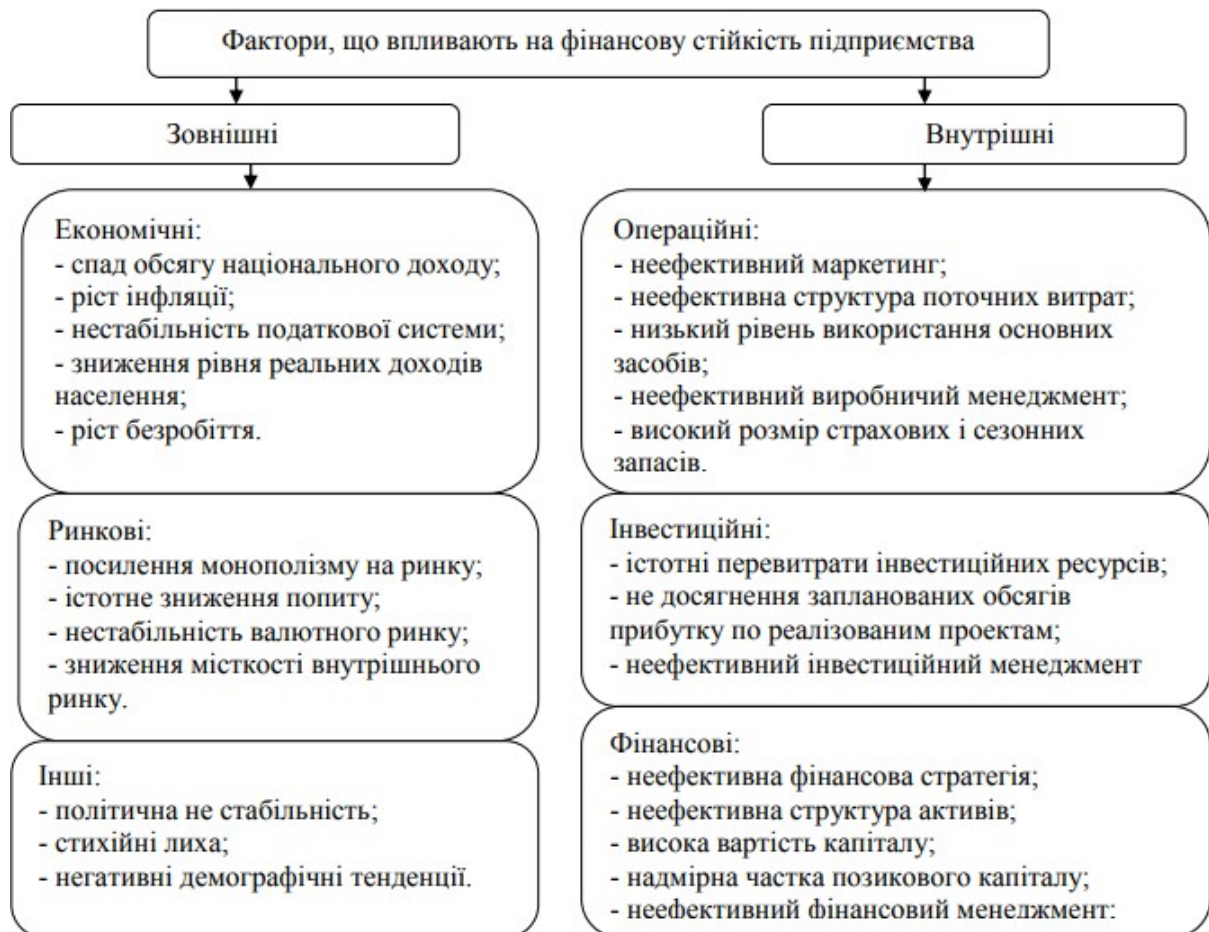 Фактори, що впливають на фінансову стійкість підприємства
Зовнішні
Внутрішні
Економічні:
- спад обсягу національного доходу;
- ріст інфляції;
- нестабільність податкової системи;
- зниження рівня реальних доходів
населення;
- ріст безробіття.
Ринкові:
- посилення монополізму на ринку;
- істотне зниження попиту;
- нестабільність валютного ринку;
- зниження місткості внутрішнього
ринку.
Інші:
- політична не стабільність;
- стихійні лиха;
- негативні демографічні тенденції.
Операційні:
- неефективний маркетинг;
- неефективна структура поточних витрат;
- низький рівень використання основних
засобів;
- неефективний виробничий менеджмент;
- високий розмір страхових і сезонних
запасів.
Інвестиційні:
- істотні перевитрати інвестиційних ресурсів;
- не досягнення запланованих обсягів
прибутку по реалізованим проектам;
- неефективний інвестиційний менеджмент
Фінансові:
- неефективна фінансова стратегія;
- неефективна структура активів;
- висока вартість капіталу;
- надмірна частка позикового капіталу;
- неефективний фінансовий менеджмент;